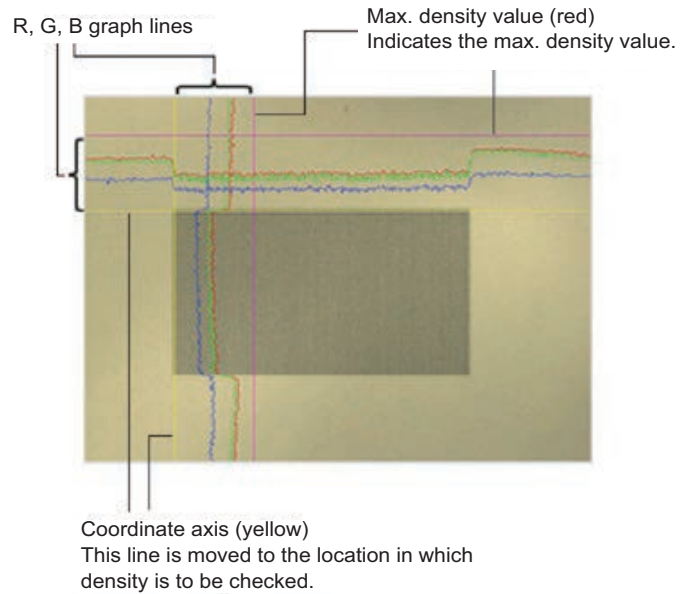 R, G, B graph lines
Max. density value (red)
Indicates the max. density value.
Coordinate axis (yellow)
This line is moved to the location in which
density is to be checked.